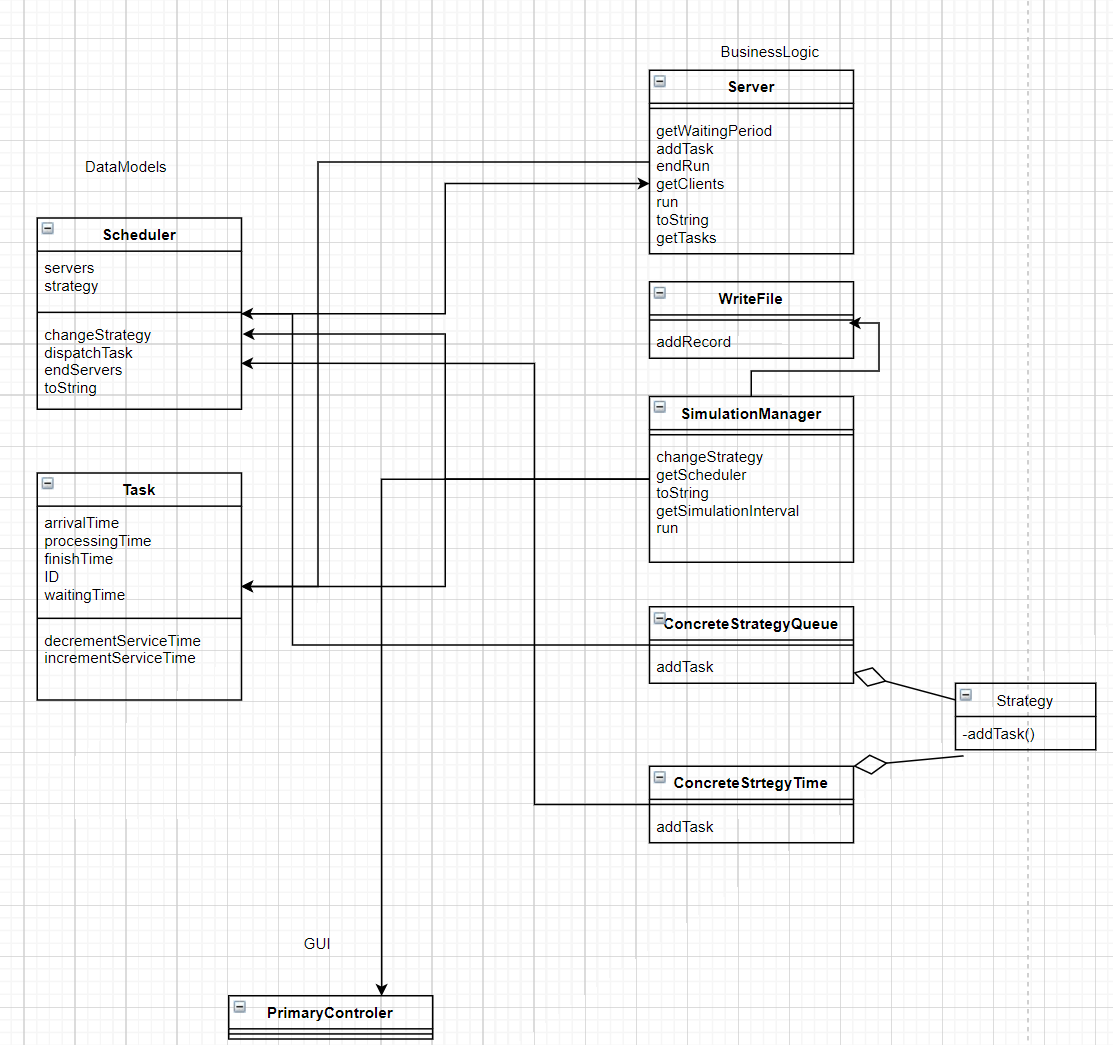 BusinessLogic
Server
getWaitingPeriod
addTask
endRun
getClients
run
toString
getTasks
DataModels
Scheduler
servers
strategy
changeStrategy
dispatchTask
endServers
toString
WriteFile
addRecord
SimulationManager
changeStrategy
getScheduler
toString
getSimulationInterval
run
Task
arrivalTime
processingTime
finishTime
ID
waitingTime
decrementServiceTime
incrementServiceTime
ConcreteStrategyQueue
addTask
Strategy
-addTask()
ConcreteStrtegyTime
addTask
GUI
PrimaryControler